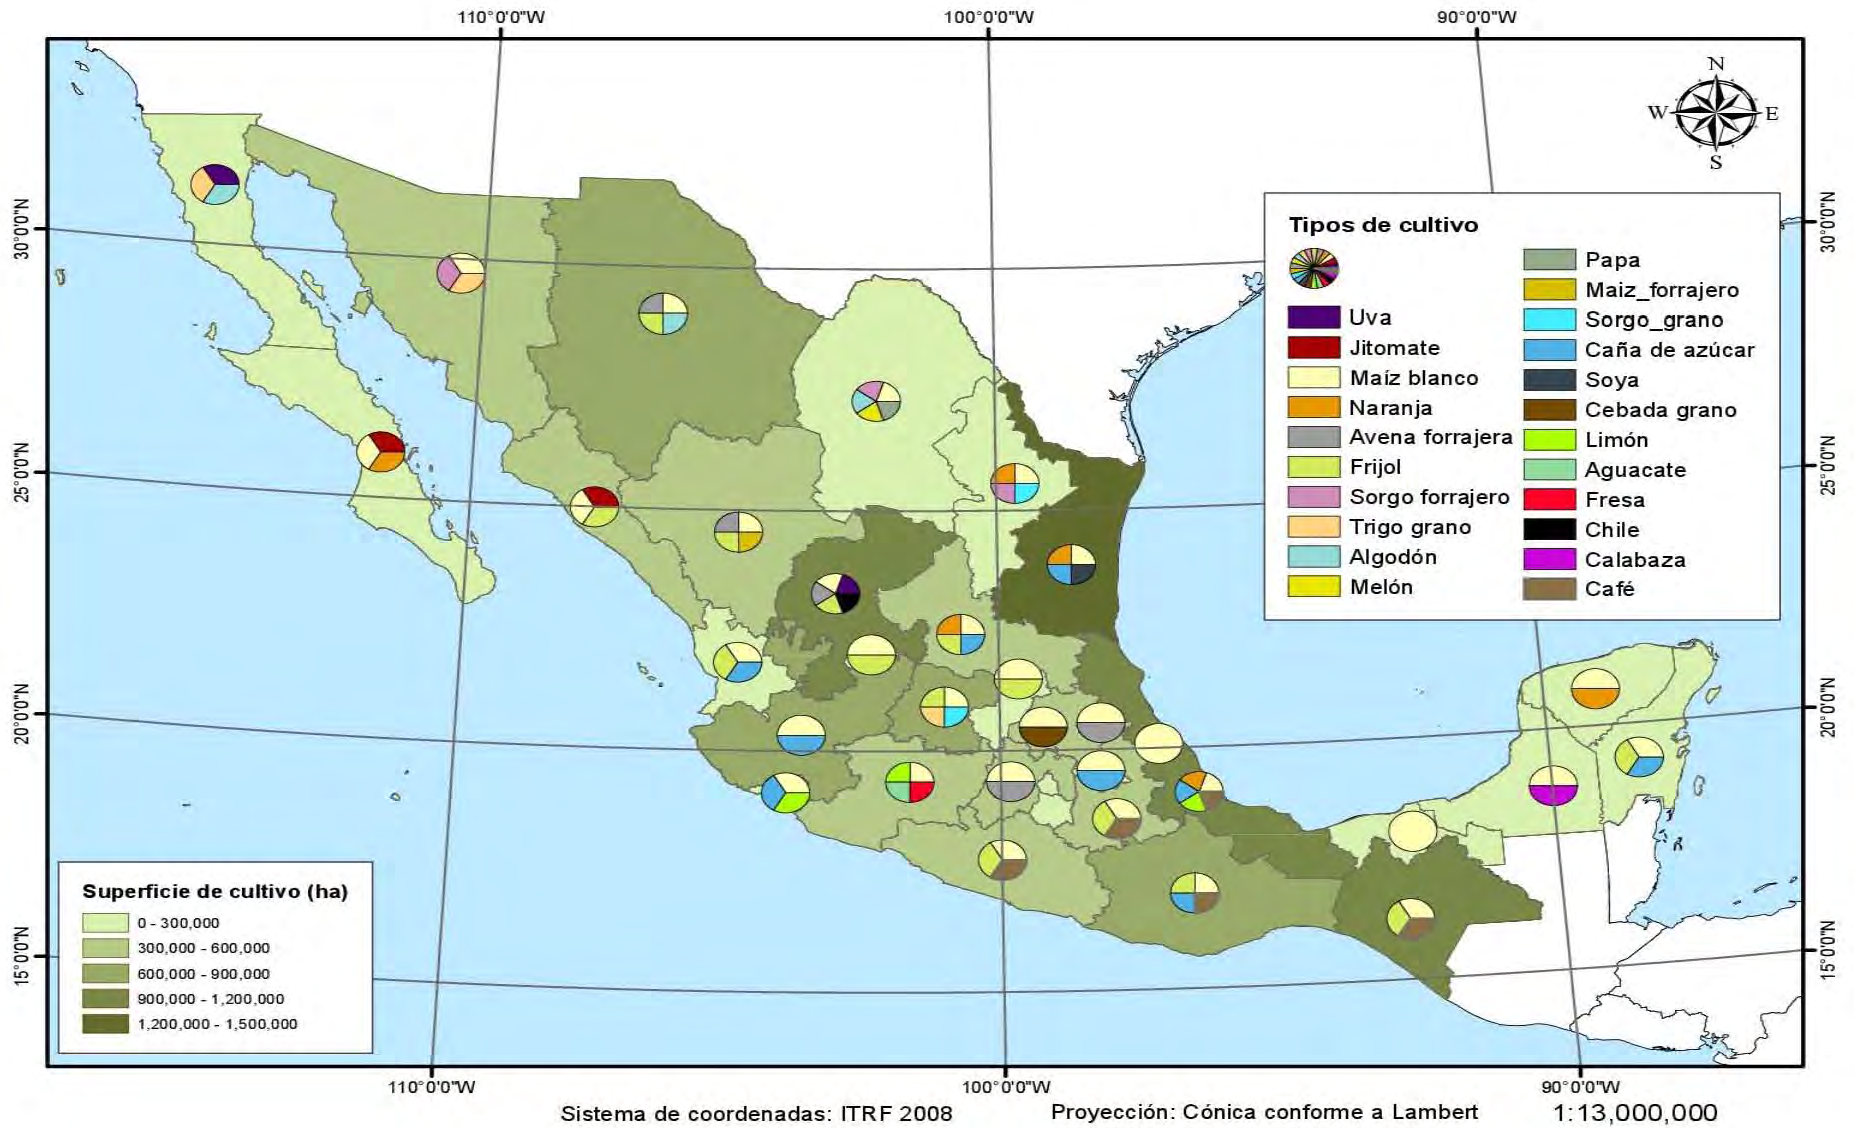 110°0'0"W
100°0'0"W
90°0'0"W
N
W
E
S
30°0'0"N
30°0'0"N
25°0'0"N
25°0'0"N
20°0'0"N
20°0'0"N
15°0'0"N
15°0'0"N
Tipos de cultivo
Uva
Jitomate
Maíz blanco
Naranja
Avena forrajera
Frijol
Sorgo forrajero
Trigo grano
Algodón
Melón
Papa
Maiz_forrajero
Sorgo_grano
Caña de azúcar
Soya
Cebada grano
Limón
Aguacate
Fresa
Chile
Calabaza
Café
Superficie de cultivo (ha)
0 - 300,000
300,000 - 600,000
600,000 - 900,000
900,000 - 1,200,000
1,200,000 - 1,500,000
110°0'0"W
100°0'0"W
90°0'0"W
Sistema de coordenadas: ITRF 2008
Proyección: Cónica conforme a Lambert
1:13,000,000